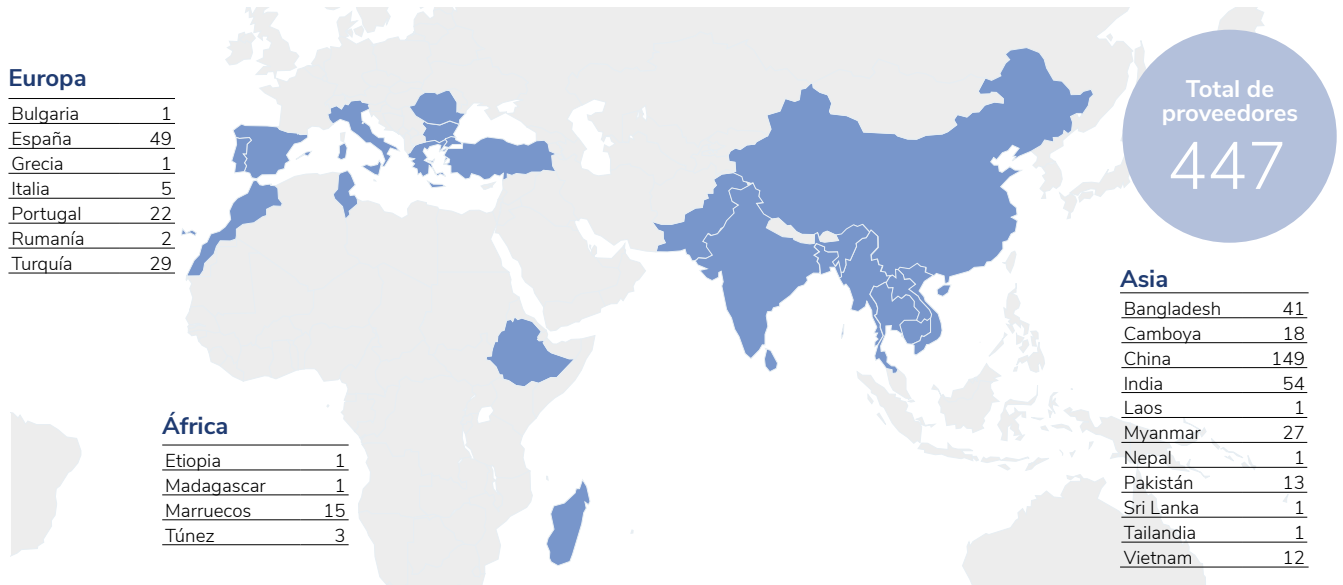 Europa
Bulgaria 1
España 49
Grecia 1
Italia 5
Portugal 22
Rumanía 2
Turquía 29
África
Etiopia 1
Madagascar 1
Marruecos 15
Túnez 3
Total de
proveedores
447
Asia
Bangladesh 41
Camboya 18
China 149
India 54
Laos 1
Myanmar 27
Nepal 1
Pakistán 13
Sri Lanka 1
Tailandia 1
Vietnam 12